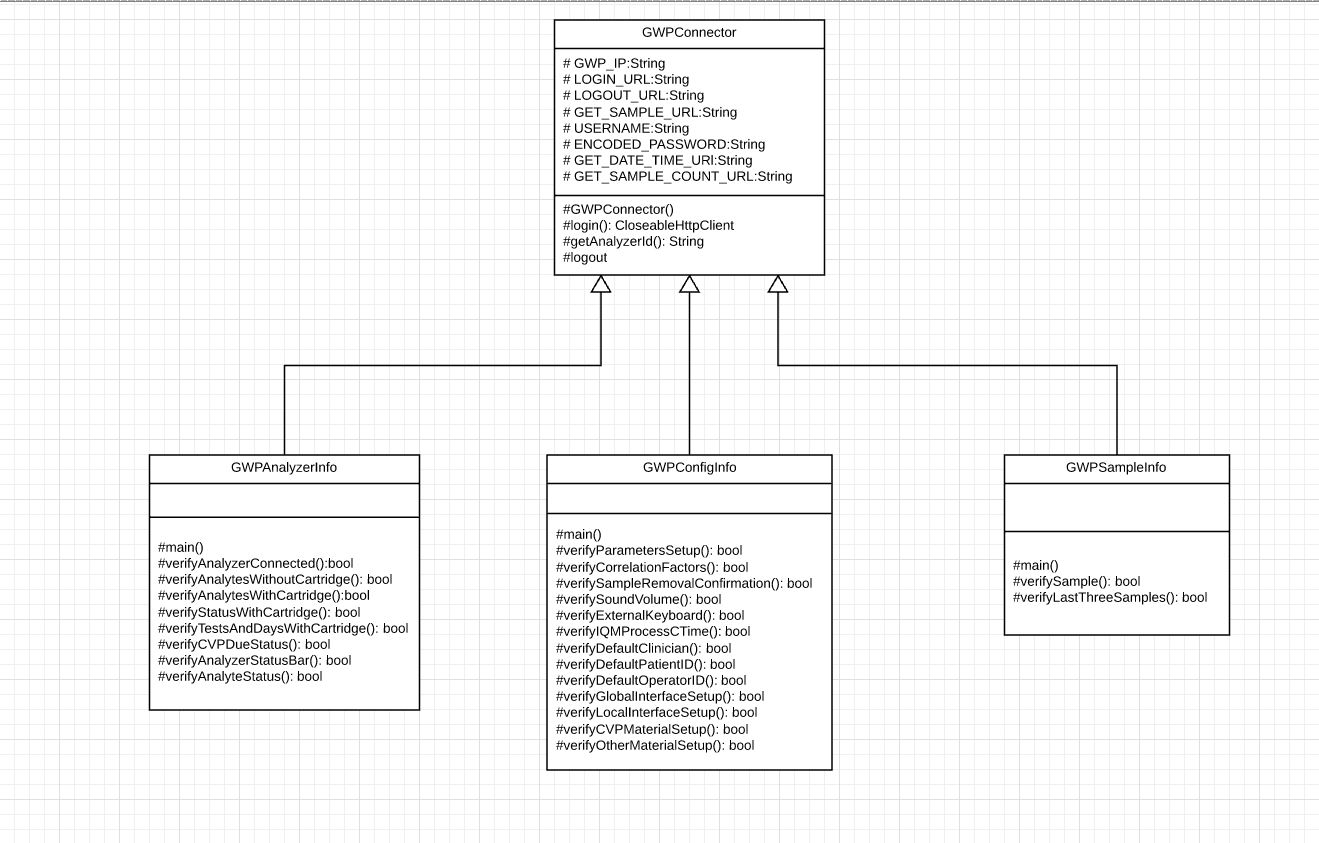 GWPConnector
# GWP_IP:String
# LOGIN_URL:String
# LOGOUT_URL:String
# GET_SAMPLE_URL:String
# USERNAME:String
# ENCODED_PASSWORD:String
# GET_DATE_TIME_URl:String
# GET_SAMPLE_COUNT_URL:String
#GWPConnector()
#login(): CloseableHttpClient
#getAnalyzerId(): String
#logout
GWPAnalyzerInfo
#main()
#verifyAnalyzerConnected():bool
#verifyAnalytesWithoutCartridge(): bool
#verifyAnalytesWithCartridge():bool
#verifyStatusWithCartridge(): bool
#verifyTestsAndDaysWithCartridge(): bool
#verifyCVPDueStatus(): bool
#verifyAnalyzerStatusBar(): bool
#verifyAnalyteStatus(): bool
GWPConfigInfo
#main()
#verifyParametersSetup(): bool
#verifyCorrelationFactors(): bool
#verifySampleRemovalConfirmation(): bool
#verifySoundVolume(): bool
#verifyExternalKeyboard(): bool
#verifyIQMProcessCTime(): bool
#verifyDefaultClinician(): bool
#verifyDefaultPatientID(): bool
#verifyDefaultOperatorID(): bool
#verifyGlobalInterfaceSetup(): bool
#verifyLocalInterfaceSetup(): bool
#verifyCVPMaterialSetup(): bool
#verifyOtherMaterialSetup(): bool
GWPSampleInfo
#main()
#verifySample(): bool
#verifyLastThreeSamples(): bool